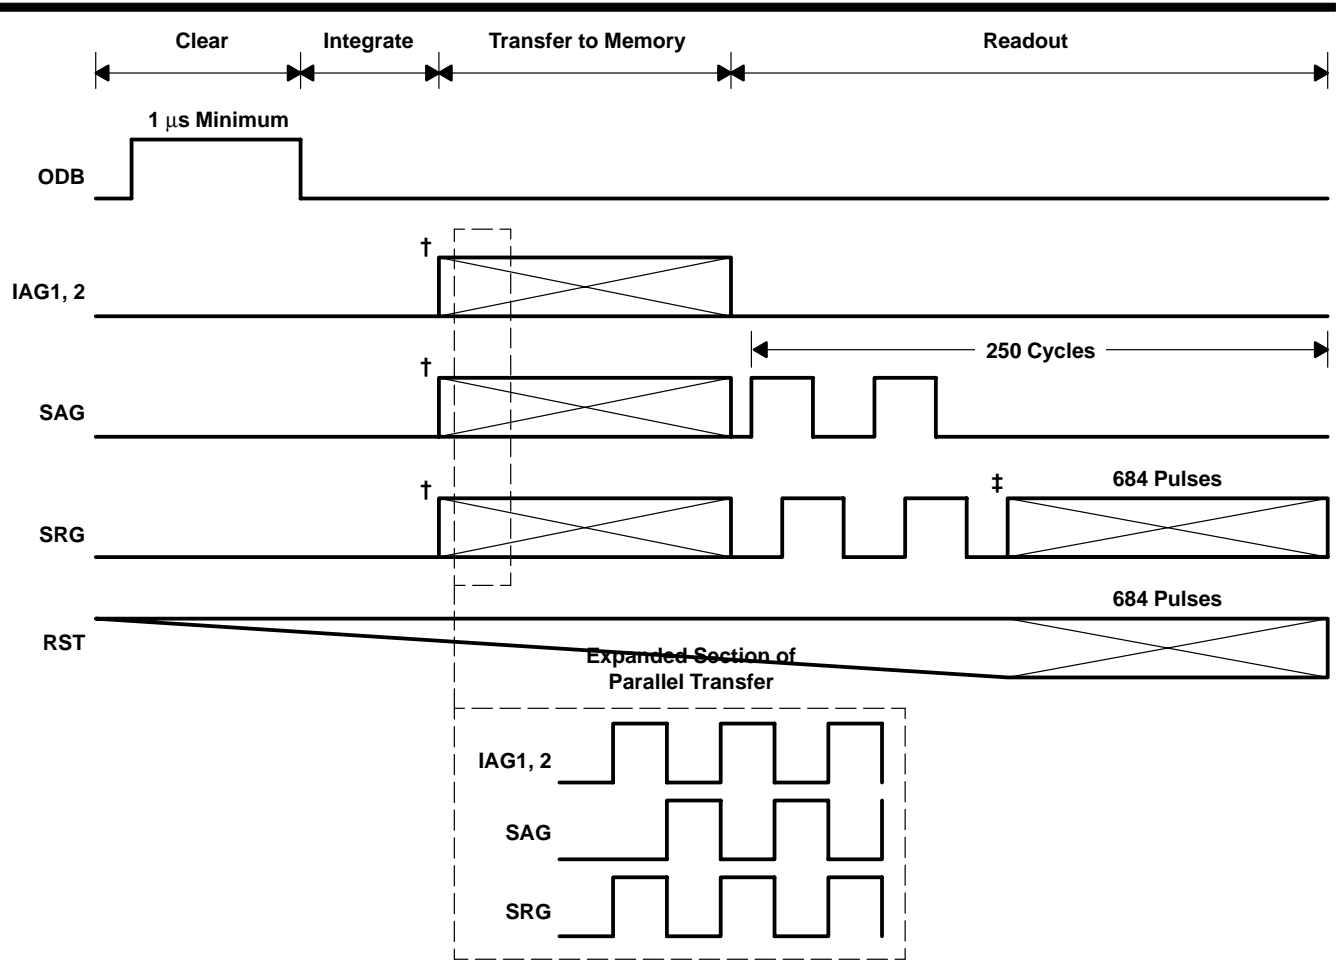 Clear Integrate Transfer to Memory Readout
1 μs Minimum
ODB
†
IAG1, 2
250 Cycles
†
SAG
684 Pulses
† ‡
SRG
684 Pulses
RST
Expanded Section of
Parallel Transfer
IAG1, 2
SAG
SRG